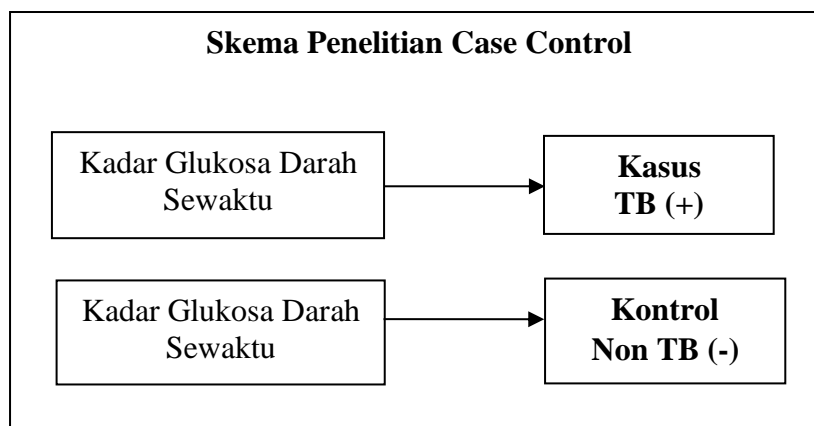 Skema Penelitian Case Control
Kadar Glukosa Darah
Sewaktu
Kasus
TB (+)
Kadar Glukosa Darah
Sewaktu
Kontrol
Non TB (-)